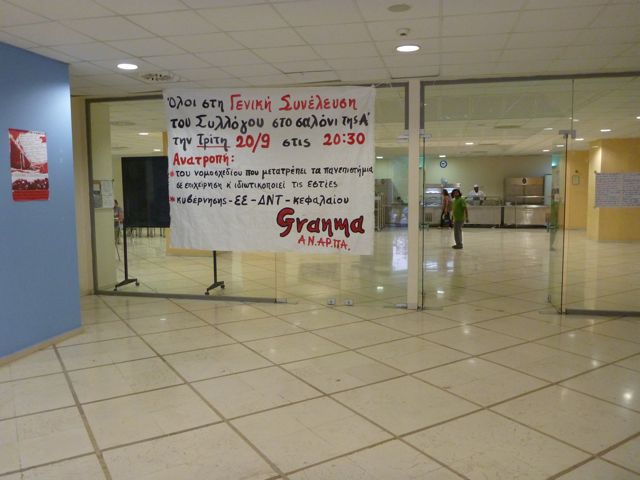 Όλοι στη Γενική Συνέλευση
του Συλλόγου στο σαλόνι της Α'
την Τρίτη 20/9 στις 20:30
Ανατροπή:
• του νομοσχεδίου που μετατρέπει τα πανεπιστήμια
σε επιχείρηση κ' ιδιωτικοποιεί τις Εστίες
• κυβέρνησης - ΕΕ - ΔΝΤ - κεφαλαίου
Granma
ΑΝ.ΑΡ.ΠΑ.